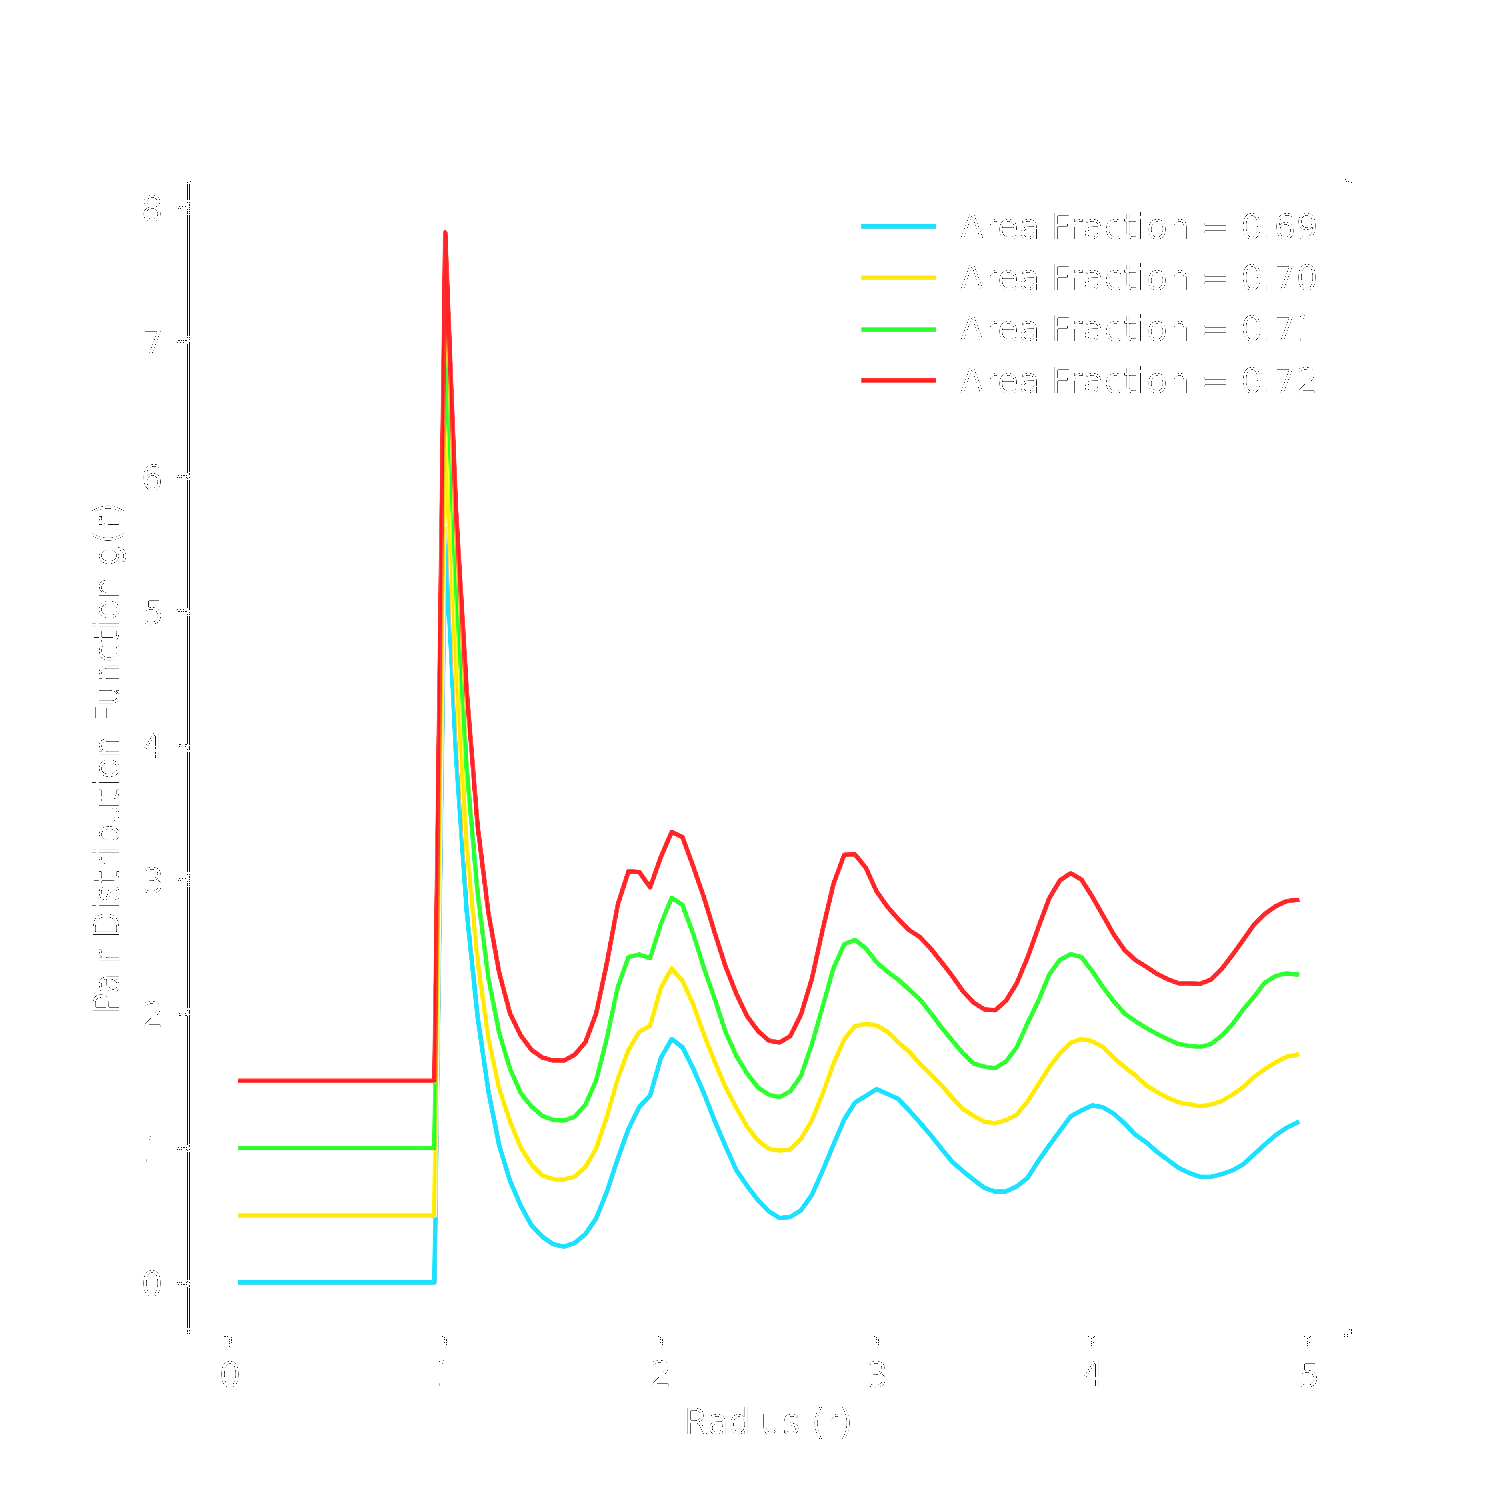 Area Fraction = 0.69
Area Fraction = 0.70
Area Fraction = 0.71
Area Fraction = 0.72
8
7
6
5
4
3
2
1
0
Pair Distribution Function g(r)
0 1 2 3 4 5
Radius (r)